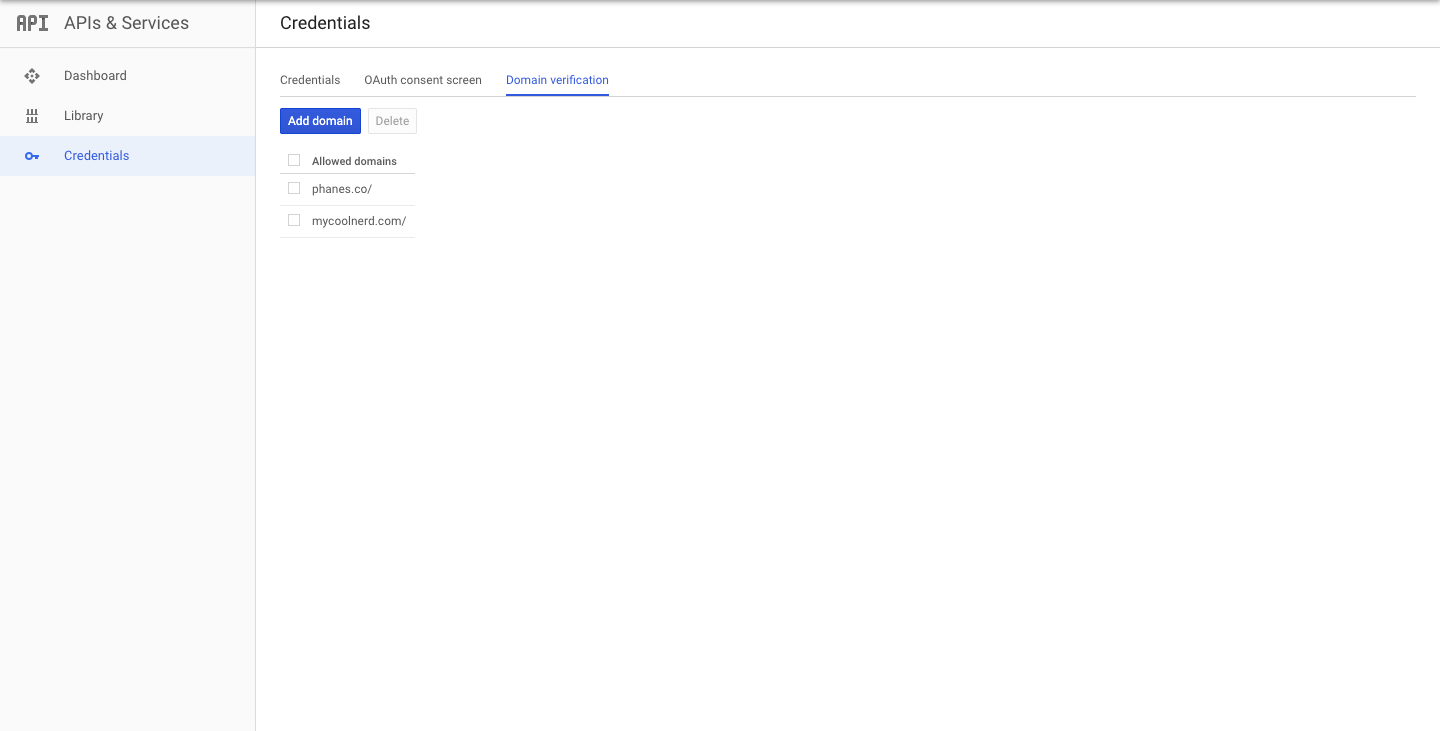 API APIs & Services
Credentials
Dashboard
Library
Credentials
Credentials OAuth consent screen Domain verification
Add domain Delete
Allowed domains
phanes.co/
mycoolnerd.com/